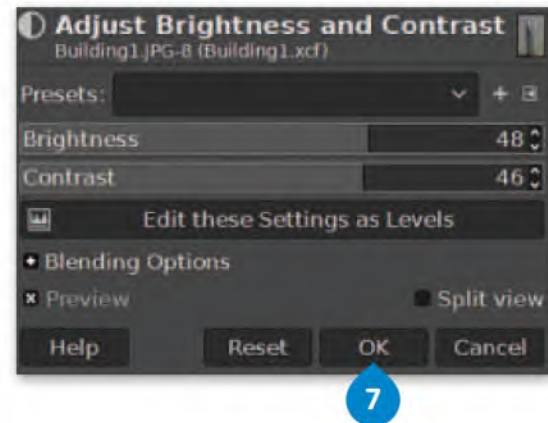 Adjust Brightness and Contrast
Building1.JPG-8 (Building1.xcf)
Presets:
Brightness 48
Contrast 46
Edit these Settings as Levels
Blending Options
Preview Split view
Help Reset OK Cancel
7